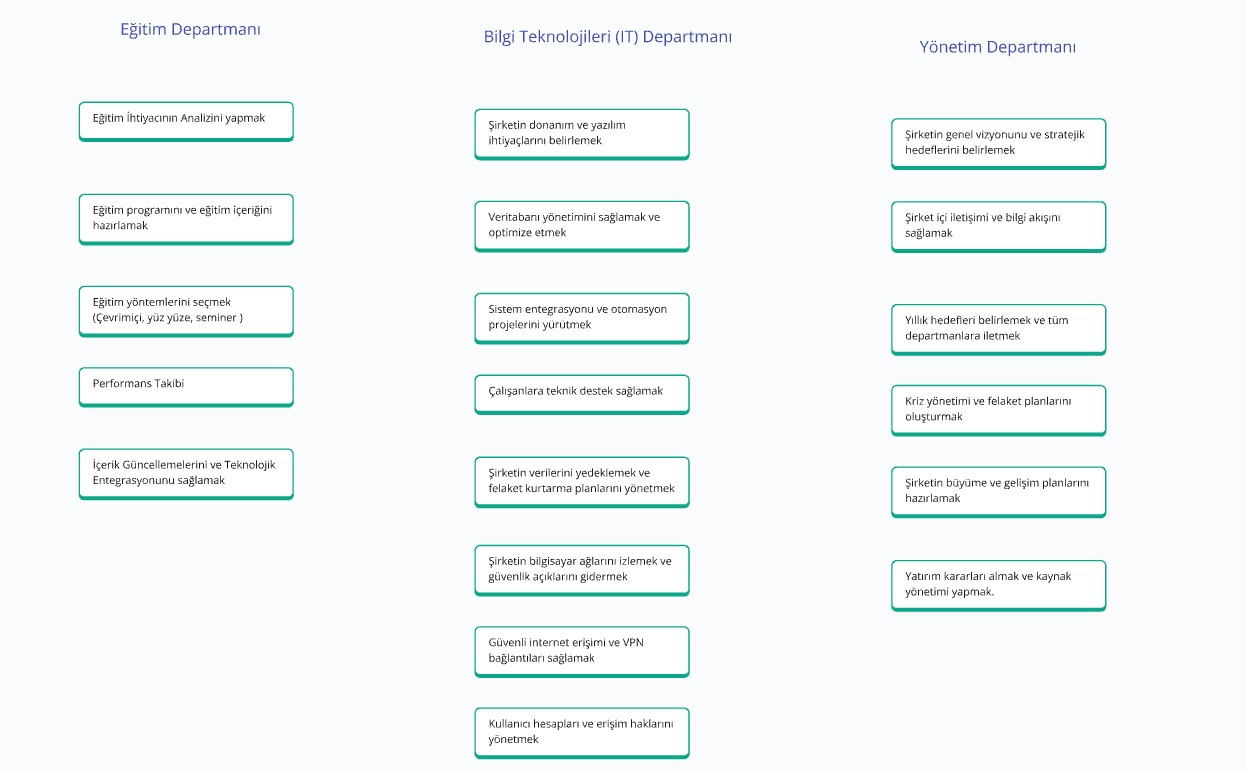 Eğitim Departmanı
Eğitim İhtiyacının Analizini yapmak
Eğitim programını ve eğitim içeriğini
hazırlamak
Eğitim yöntemlerini seçmek
(Çevrimiçi, yüz yüze, seminer )
Performans Takibi
İçerik Güncellemelerini ve Teknolojik
Entegrasyonunu sağlamak
Bilgi Teknolojileri (IT) Departmanı
Şirketin donanım ve yazılım
ihtiyaçlarını belirlemek
Veritabanı yönetimini sağlamak ve
optimize etmek
Sistem entegrasyonu ve otomasyon
projelerini yürütmek
Çalışanlara teknik destek sağlamak
Şirketin verilerini yedeklemek ve
felaket kurtarma planlarını yönetmek
Şirketin bilgisayar ağlarını izlemek ve
güvenlik açıklarını gidermek
Güvenli internet erişimi ve VPN
bağlantıları sağlamak
Kullanıcı hesapları ve erişim haklarını
yönetmek
Yönetim Departmanı
Şirketin genel vizyonunu ve stratejik
hedeflerini belirlemek
Şirket içi iletişimi ve bilgi akışını
sağlamak
Yıllık hedefleri belirlemek ve tüm
departmanlara iletmek
Kriz yönetimi ve felaket planlarını
oluşturmak
Şirketin büyüme ve gelişim planlarını
hazırlamak
Yatırım kararları almak ve kaynak
yönetimi yapmak.